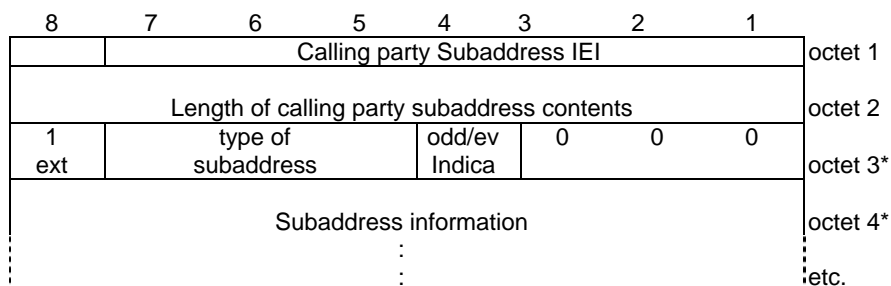 8 7 6 5 4 3 2 1
Calling party Subaddress IEI octet 1
Length of calling party subaddress contents octet 2
1 type of odd/ev 0 0 0
ext subaddress Indica octet 3*
Subaddress information octet 4*
:
: etc.